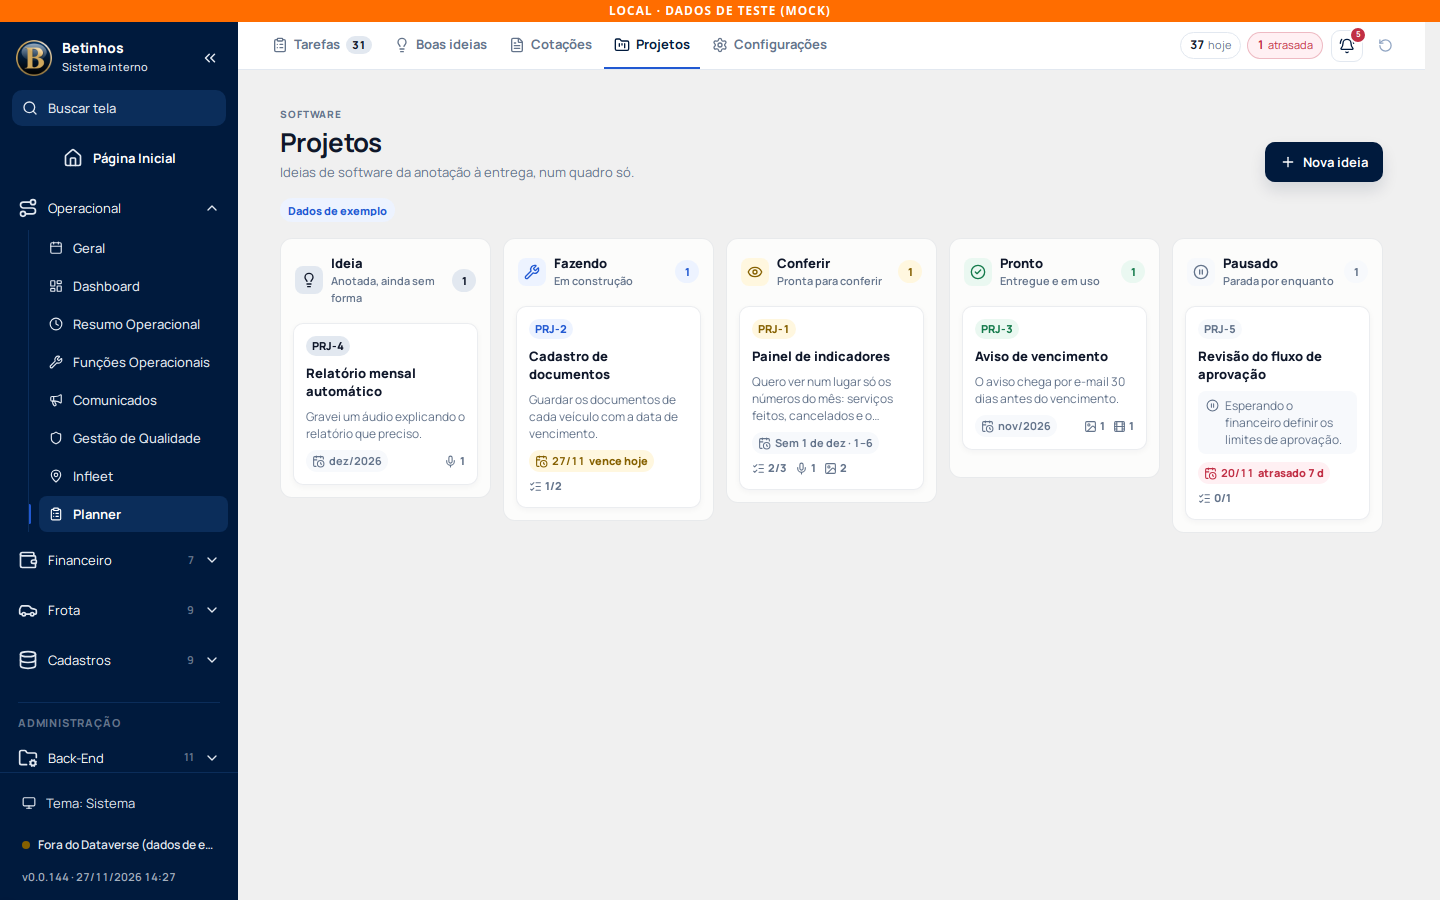 LOCAL · DADOS DE TESTE (MOCK)
Betinhos
Sistema interno
Buscar tela
Página Inicial
Operacional
Geral
Dashboard
Resumo Operacional
Funções Operacionais
Comunicados
Gestão de Qualidade
Infleet
Planner
Financeiro 7
Frota 9
Cadastros 9
ADMINISTRAÇÃO
Back-End 11
Tema: Sistema
Fora do Dataverse (dados de e...
v0.0.144 · 27/11/2026 14:27
Tarefas 31
Boas ideias
Cotações
Projetos
Configurações
37 hoje
1 atrasada
5
SOFTWARE
Projetos
Ideias de software da anotação à entrega, num quadro só.
Nova ideia
Dados de exemplo
Ideia
Anotada, ainda sem
forma
1
PRJ-4
Relatório mensal
automático
Gravei um áudio explicando o
relatório que preciso.
dez/2026 1
Fazendo
Em construção
1
PRJ-2
Cadastro de
documentos
Guardar os documentos de
cada veículo com a data de
vencimento.
27/11 vence hoje
1/2
Conferir
Pronta para conferir
1
PRJ-1
Painel de indicadores
Quero ver num lugar só os
números do mês: serviços
feitos, cancelados e o...
Sem 1 de dez · 1–6
2/3 1 2
Pronto
Entregue e em uso
1
PRJ-3
Aviso de vencimento
O aviso chega por e-mail 30
dias antes do vencimento.
nov/2026 1 1
Pausado
Parada por enquanto
1
PRJ-5
Revisão do fluxo de
aprovação
Esperando o
financeiro definir os
limites de aprovação.
20/11 atrasado 7 d
0/1